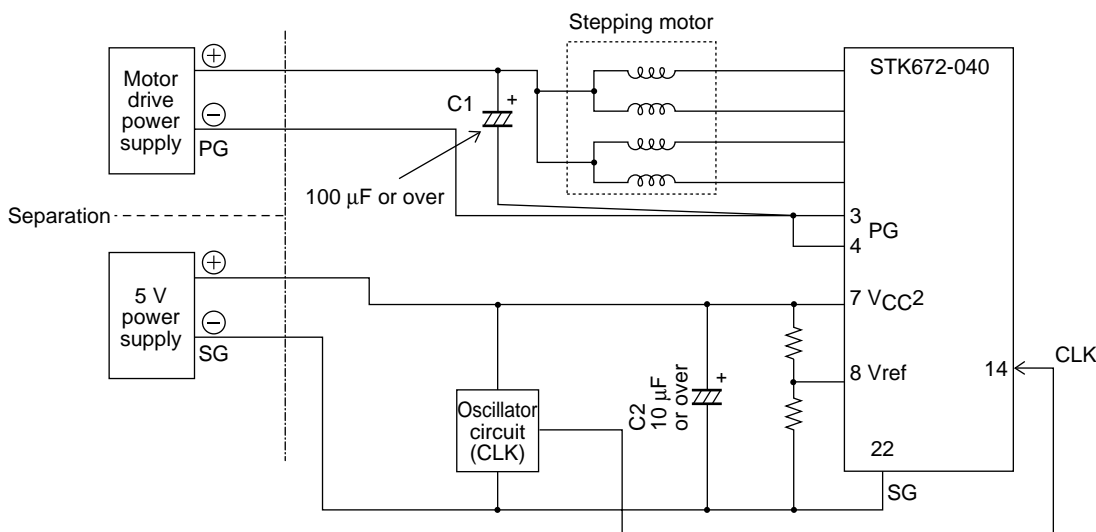 Stepping motor
Motor
drive
power
supply
+
−
PG
C1
+
100 μF or over
STK672-040
3
PG
4
Separation
5 V
power
supply
+
−
SG
7 VCC2
8 Vref
14
CLK
Oscillator
circuit
(CLK)
C2
10 μF
or over
+
22
SG